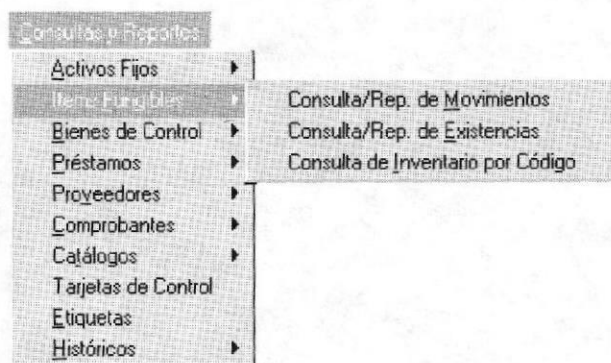 Consultas y Reportes
Activos Fijos
Items Fungibles
Consulta/Rep. de Movimientos
Bienes de Control
Consulta/Rep. de Existencias
Préstamos
Consulta de Inventario por Código
Proveedores
Comprobantes
Catálogos
Tarjetas de Control
Etiquetas
Históricos